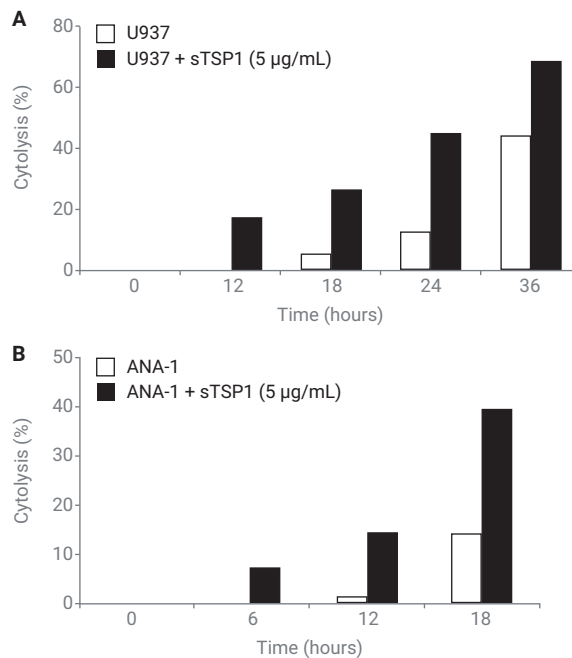 A
80
60
40
20
0
Cytolysis (%)
U937
U937 + sTSP1 (5 µg/mL)
0 12 18 24 36
Time (hours)
B
50
40
30
20
10
0
Cytolysis (%)
ANA-1
ANA-1 + sTSP1 (5 µg/mL)
0 6 12 18
Time (hours)